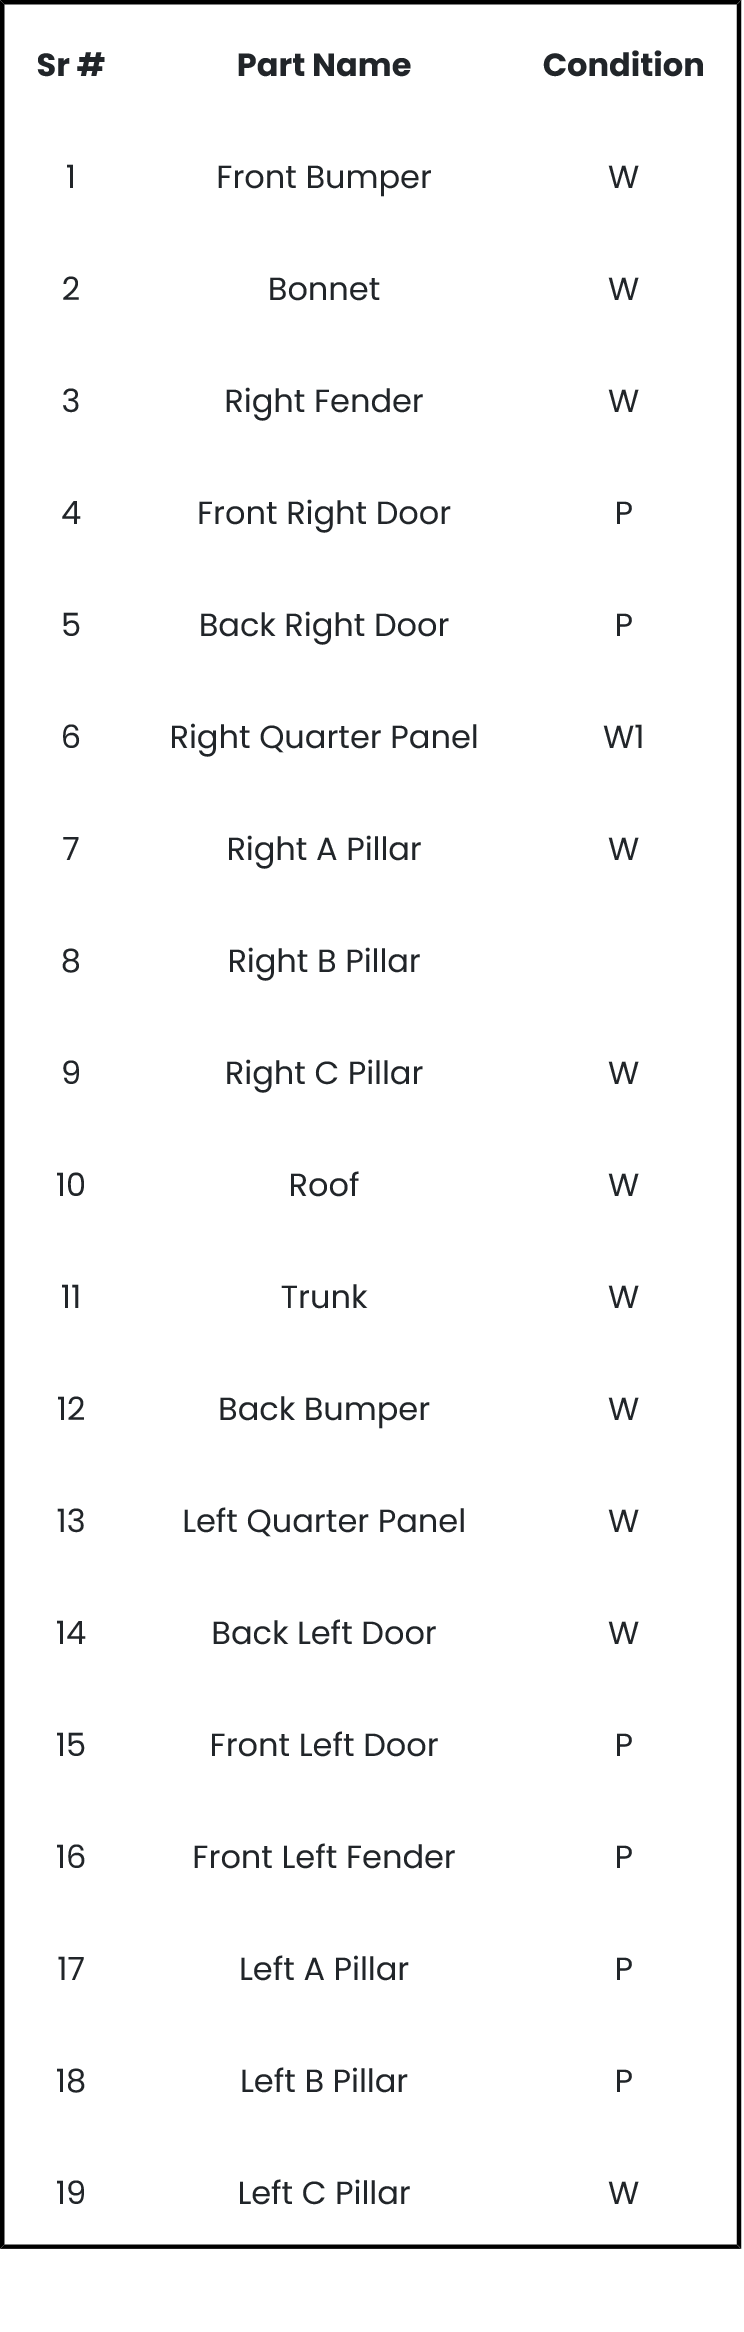 Sr # Part Name Condition
1 Front Bumper W
2 Bonnet W
3 Right Fender W
4 Front Right Door P
5 Back Right Door P
6 Right Quarter Panel W1
7 Right A Pillar W
8 Right B Pillar
9 Right C Pillar W
10 Roof W
11 Trunk W
12 Back Bumper W
13 Left Quarter Panel W
14 Back Left Door W
15 Front Left Door P
16 Front Left Fender P
17 Left A Pillar P
18 Left B Pillar P
19 Left C Pillar W